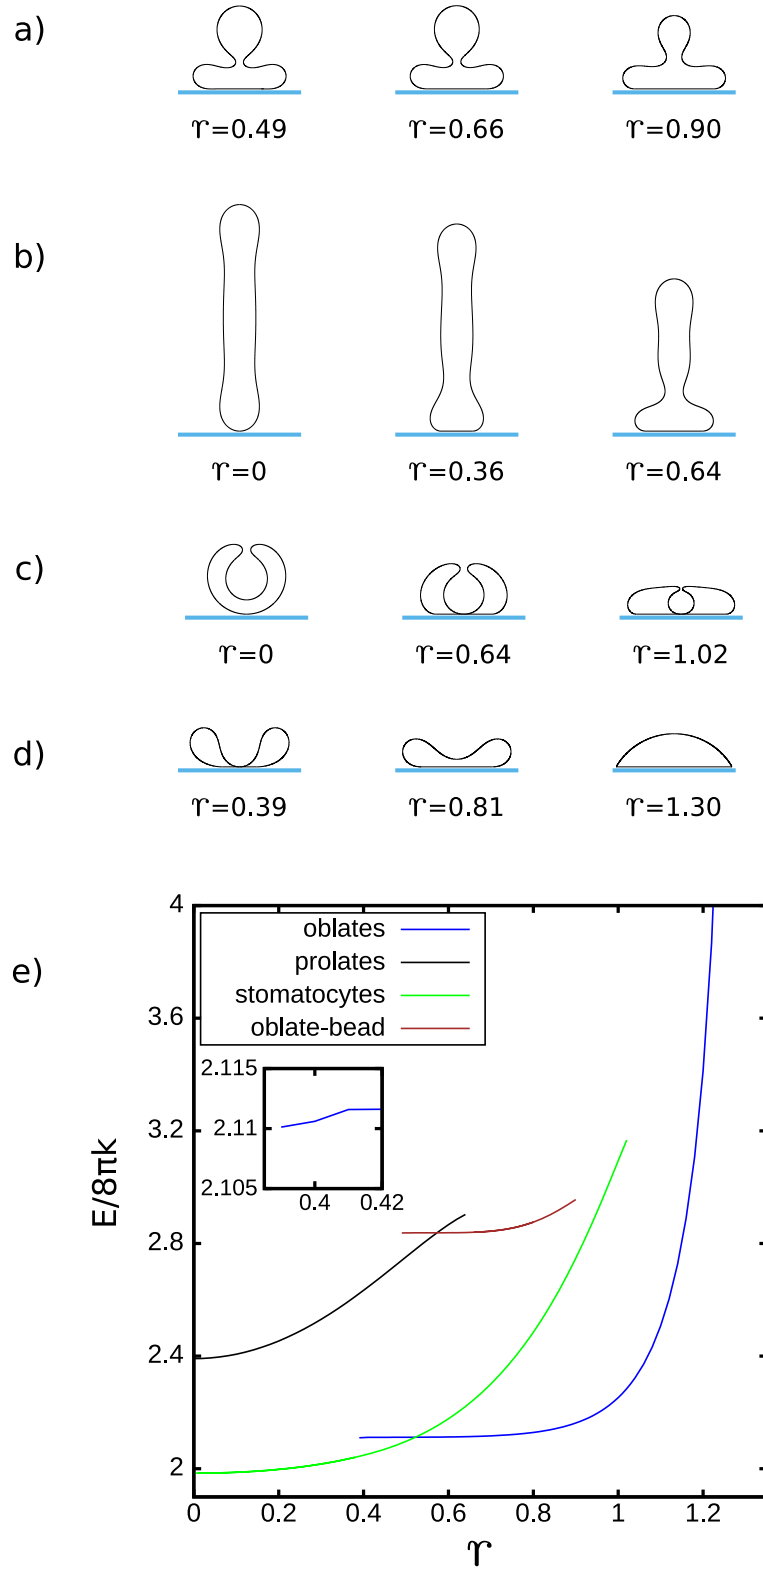 a)
ϒ=0.49 ϒ=0.66 ϒ=0.90
b)
ϒ=0 ϒ=0.36 ϒ=0.64
c)
ϒ=0 ϒ=0.64 ϒ=1.02
d)
ϒ=0.39 ϒ=0.81 ϒ=1.30
e)
4
oblates
prolates
stomatocytes
oblate-bead
3.6
2.115
2.11
2.105
0.4 0.42
3.2
E/8πk
2.8
2.4
2
0 0.2 0.4 0.6 0.8 1 1.2
ϒ